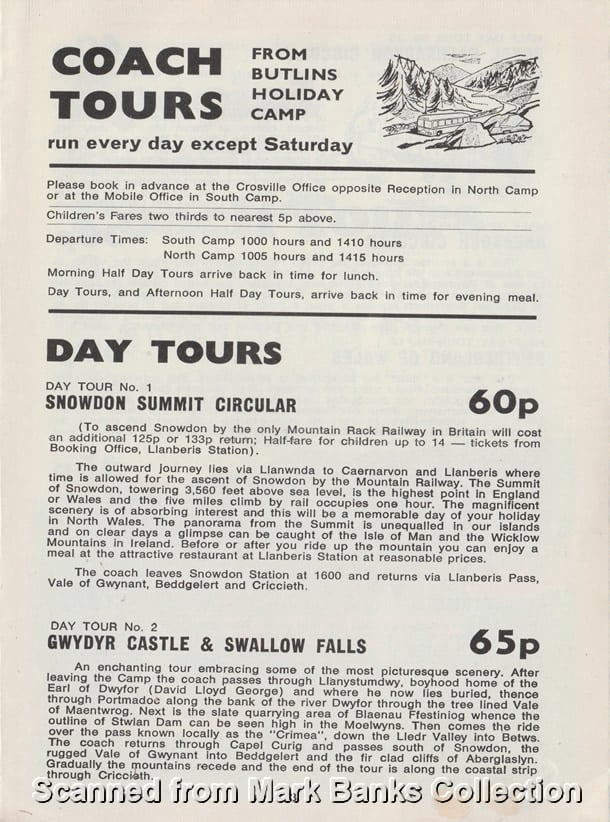 COACH TOURS
FROM BUTLINS HOLIDAY CAMP
run every day except Saturday
Please book in advance at the Crosville Office opposite Reception in North Camp
or at the Mobile Office in South Camp.
Children's Fares two thirds to nearest 5p above.
Departure Times: South Camp 1000 hours and 1410 hours
North Camp 1005 hours and 1415 hours
Morning Half Day Tours arrive back in time for lunch.
Day Tours, and Afternoon Half Day Tours, arrive back in time for evening meal.
DAY TOURS
DAY TOUR No. 1
SNOWDON SUMMIT CIRCULAR 60p
(To ascend Snowdon by the only Mountain Rack Railway in Britain will cost
an additional 125p or 133p return; Half-fare for children up to 14 — tickets from
Booking Office, Llanberis Station).
The outward journey lies via Llanwnda to Caernarvon and Llanberis where
time is allowed for the ascent of Snowdon by the Mountain Railway. The Summit
of Snowdon, towering 3,560 feet above sea level, is the highest point in England
or Wales and the five miles climb by rail occupies one hour. The magnificent
scenery is of absorbing interest and this will be a memorable day of your holiday
in North Wales. The panorama from the Summit is unequalled in our islands
and on clear days a glimpse can be caught of the Isle of Man and the Wicklow
Mountains in Ireland. Before or after you ride up the mountain you can enjoy a
meal at the attractive restaurant at Llanberis Station at reasonable prices.
The coach leaves Snowdon Station at 1600 and returns via Llanberis Pass,
Vale of Gwynant, Beddgelert and Criccieth.
DAY TOUR No. 2
GWYDYR CASTLE & SWALLOW FALLS 65p
An enchanting tour embracing some of the most picturesque scenery. After
leaving the Camp the coach passes through Llanystumdwy, boyhood home of the
Earl of Dwyfor (David Lloyd George) and where he now lies buried, thence
through Portmadoc along the bank of the river Dwyfor through the tree lined Vale
of Maentwrog. Next is the slate quarrying area of Blaenau Ffestiniog whence the
outline of Stwlan Dam can be seen high in the Moelwyns. Then comes the ride
over the pass known locally as the "Crimea", down the Lledr Valley into Betws.
The coach returns through Capel Curig and passes south of Snowdon, the
rugged Vale of Gwynant into Beddgelert and the fir clad cliffs of Aberglaslyn.
Gradually the mountains recede and the end of the tour is along the coastal strip
through Criccieth.
Scanned from Mark Banks Collection